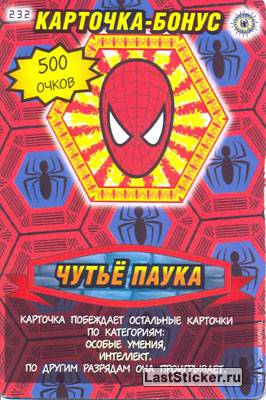 232
КАРТОЧКА-БОНУС
500
ОЧКОВ
ЧУТЬЁ ПАУКА
КАРТОЧКА ПОБЕЖДАЕТ ОСТАЛЬНЫЕ КАРТОЧКИ
ПО КАТЕГОРИЯМ:
ОСОБЫЕ УМЕНИЯ,
ИНТЕЛЛЕКТ.
ПО ДРУГИМ РАЗРЯДАМ ОНА ПРОИГРЫВАЕТ.
LastSticker.ru